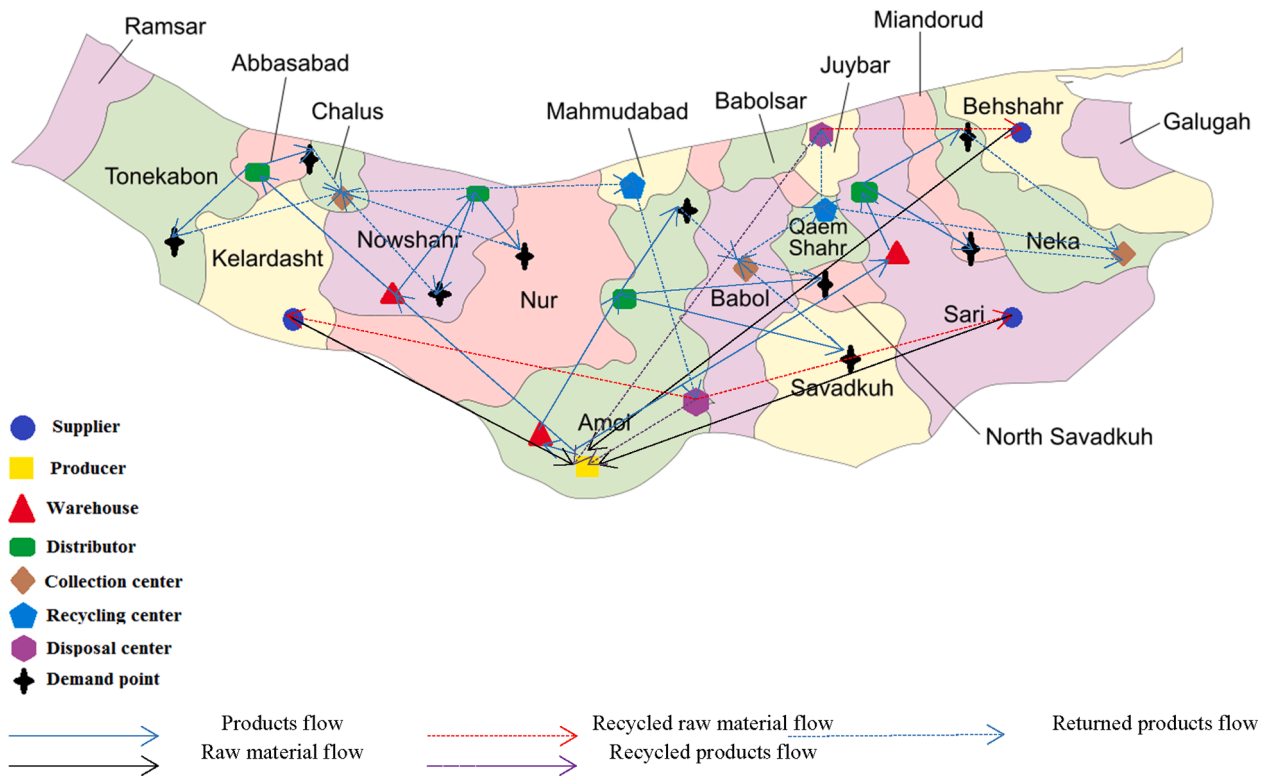 Ramsar
Miandorud
Abbasabad
Juybar
Chalus
Mahmudabad
Babolsar
Behshahr
Galugah
Tonekabon
Qaem
Shahr
Nowshahr
Neka
Kelardasht
Nur
Babol
Sari
Savadkuh
Amol
North Savadkuh
Supplier
Producer
Warehouse
Distributor
Collection center
Recycling center
Disposal center
Demand point
Products flow
Recycled raw material flow
Returned products flow
Raw material flow
Recycled products flow